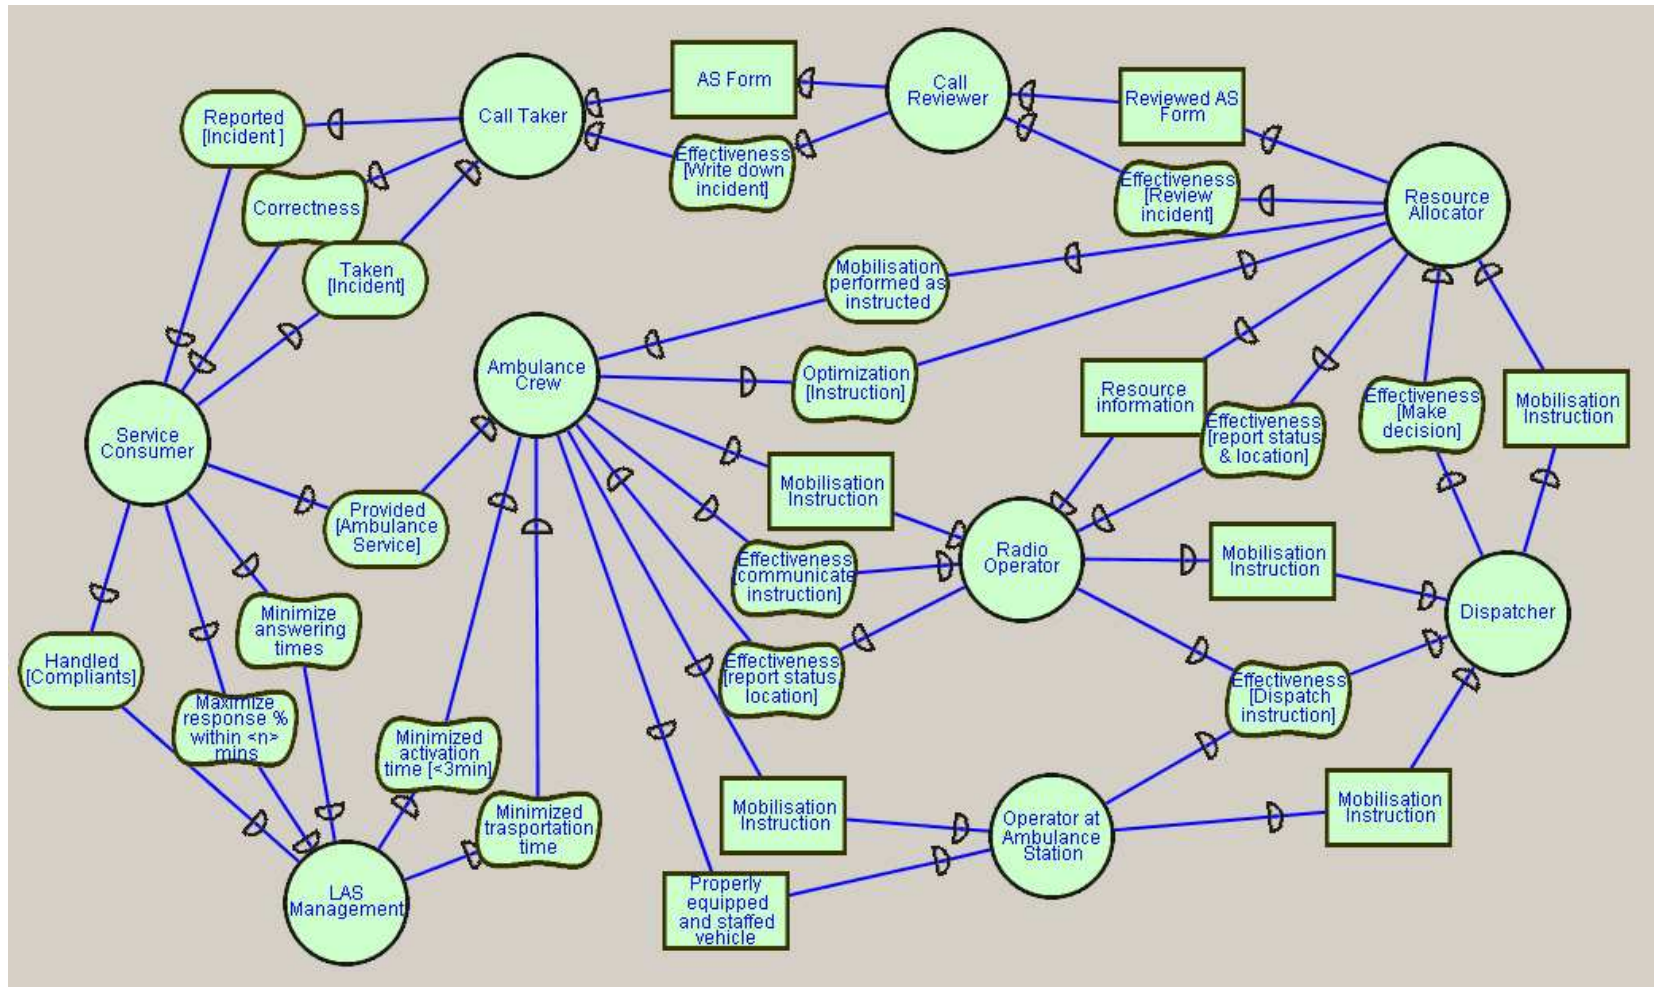 AS Form
Call
Reviewer
Reviewed AS
Form
Reported
[Incident ]
Call Taker
Effectiveness
[Write down
incident]
Effectiveness
[Review
incident]
Resource
Allocator
Correctness
Taken
[Incident]
Mobilisation
performed as
instructed
Ambulance
Crew
Optimization
[Instruction]
Resource
information
Effectiveness
[report status
& location]
Effectiveness
[Make
decision]
Mobilisation
Instruction
Service
Consumer
Mobilisation
Instruction
Provided
[Ambulance
Service]
Effectiveness
[communicate
instruction]
Radio
Operator
Mobilisation
Instruction
Dispatcher
Minimize
answering
times
Handled
[Compliants]
Effectiveness
[report status
location]
Effectiveness
[Dispatch
instruction]
Maximize
response %
within <n>
mins
Minimized
activation
time [<3min]
Minimized
trasportation
time
Mobilisation
Instruction
Operator at
Ambulance
Station
Mobilisation
Instruction
LAS
Management
Properly
equipped
and staffed
vehicle